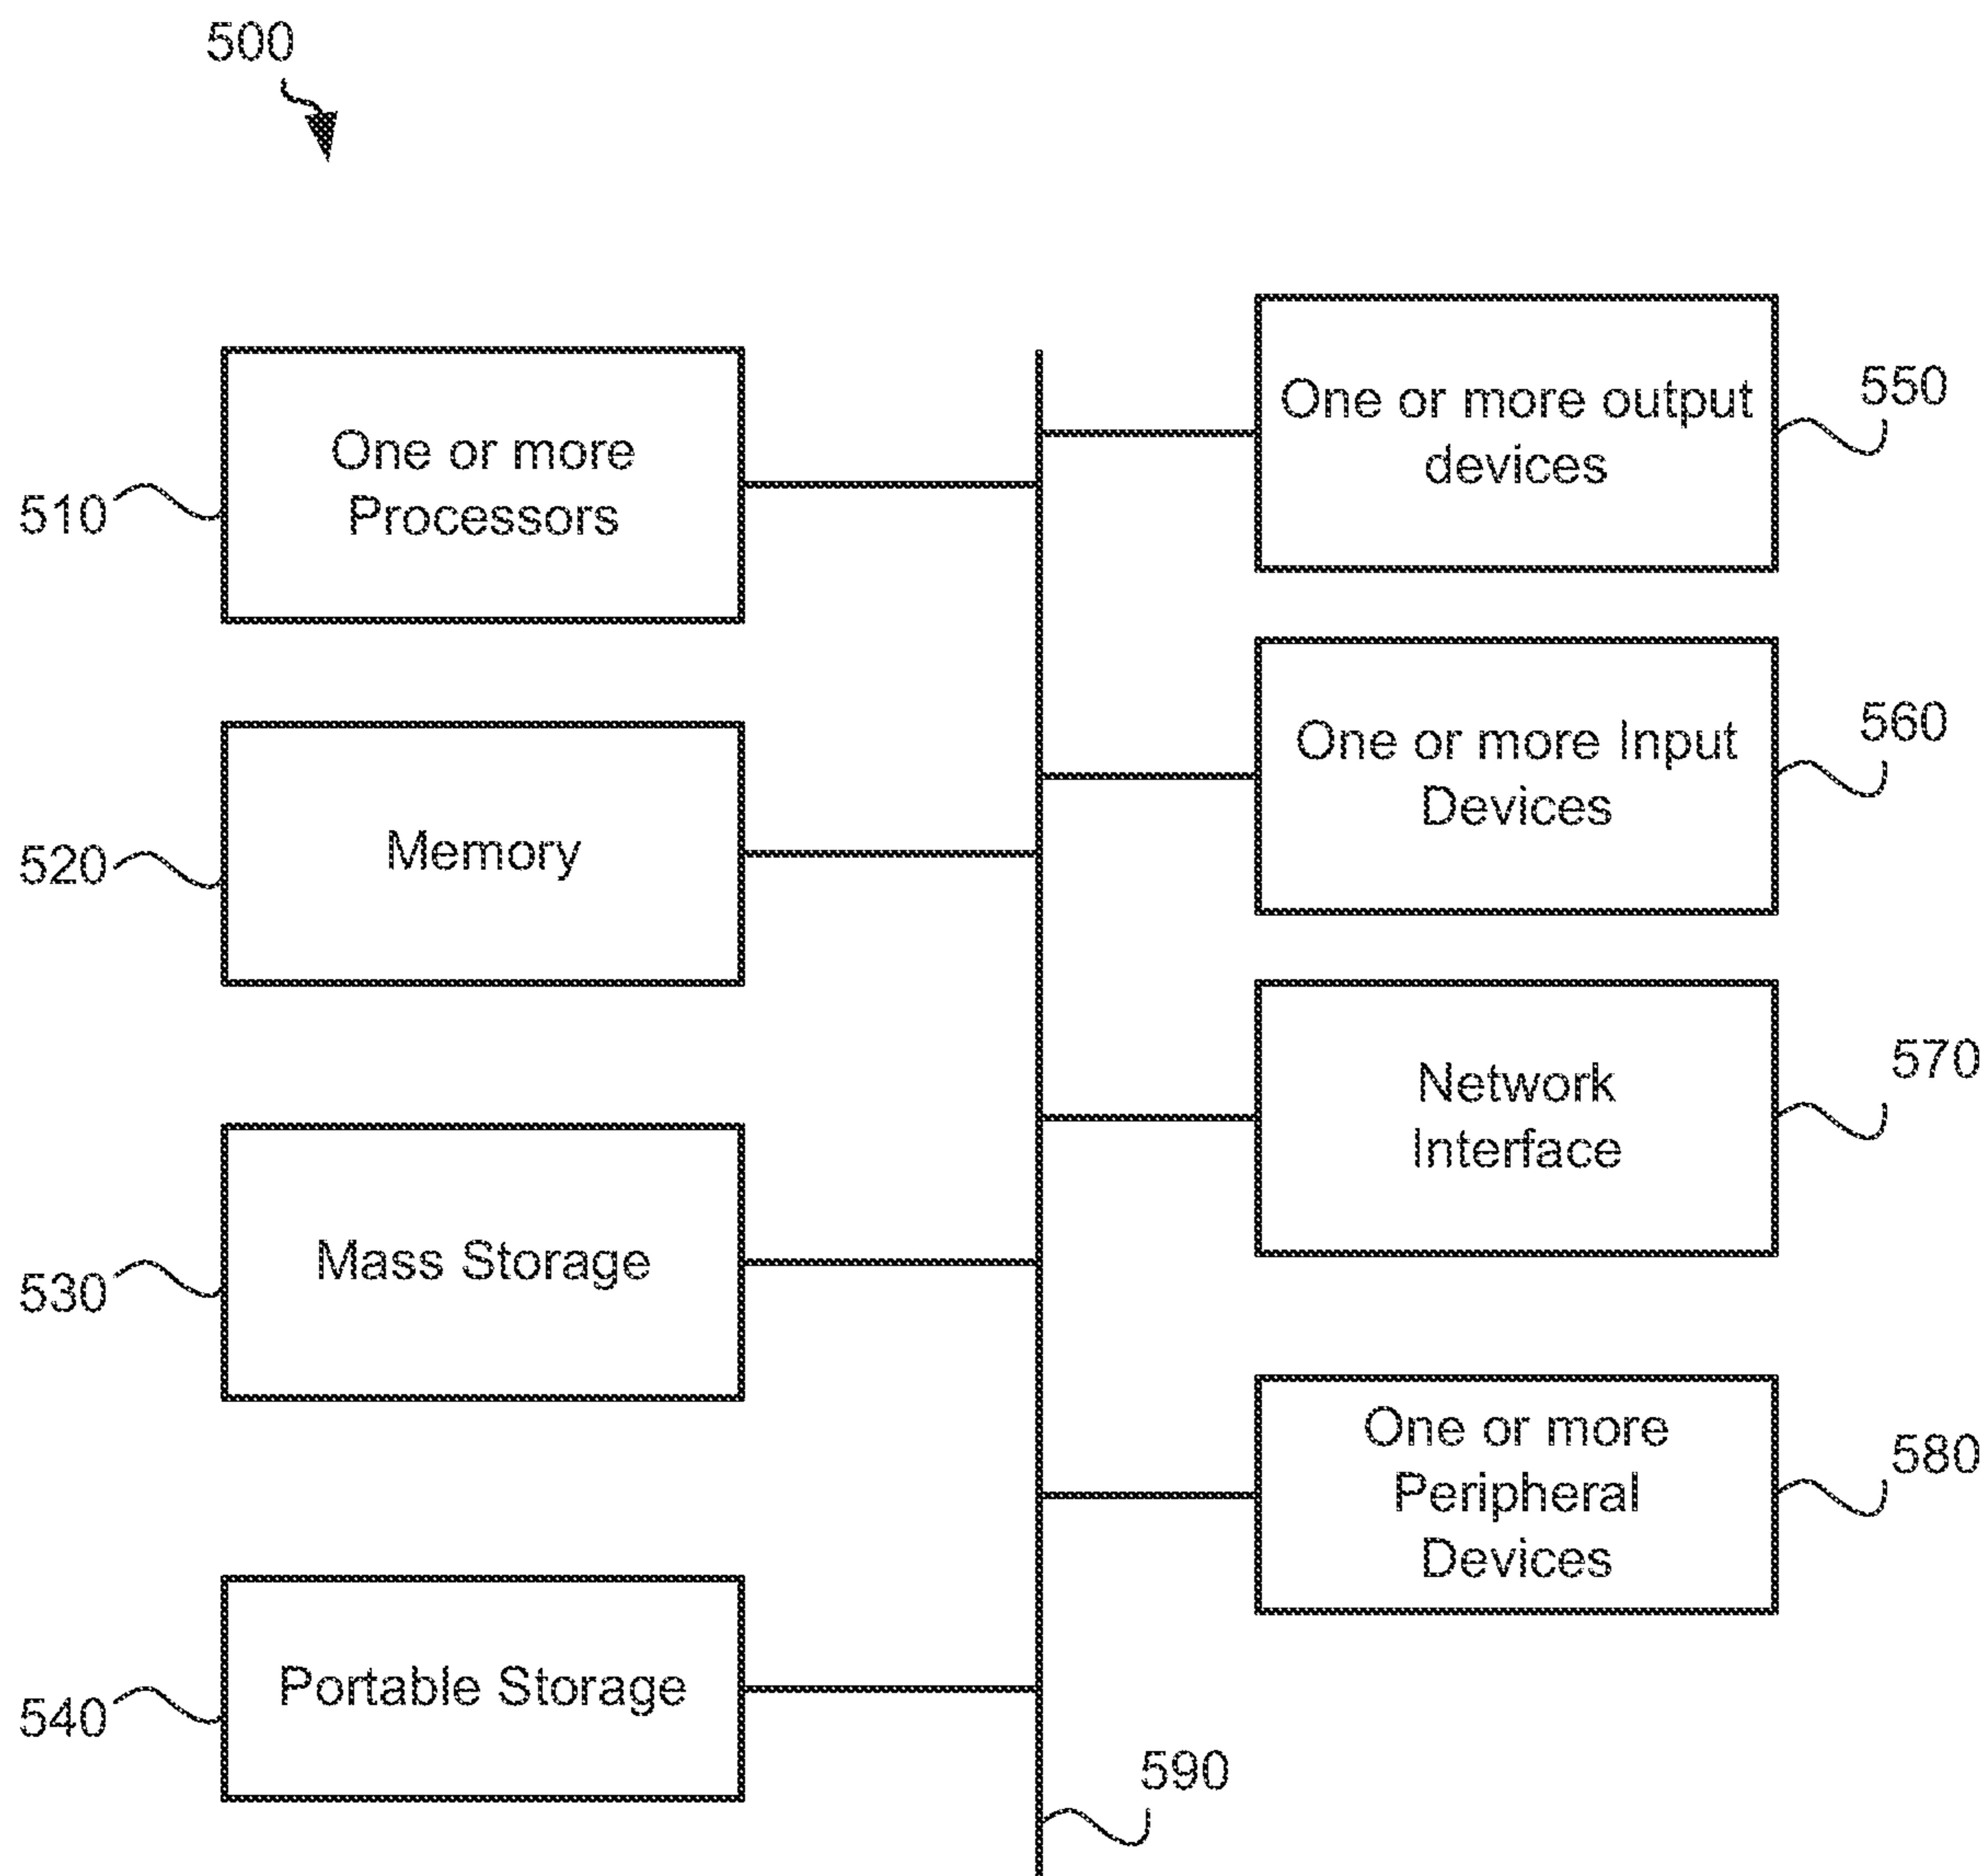 500
One or more
Processors
510
Memory
520
Mass Storage
530
Portable Storage
540
One or more output
devices
550
One or more Input
Devices
560
Network
Interface
570
One or more
Peripheral
Devices
580
590